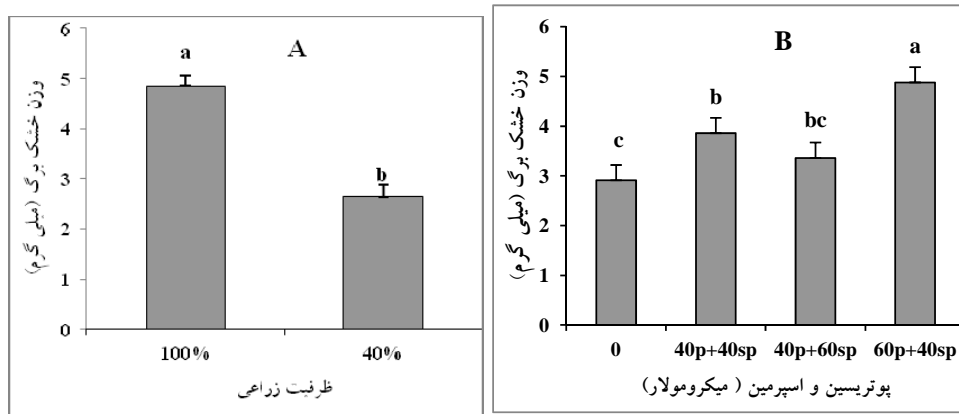 A
6
5
4
3
2
1
0
وزن خشک برگ (میلی گرم)
a
b
100% 40%
ظرفیت زراعی
B
6
5
4
3
2
1
0
وزن خشک برگ (میلی گرم)
c
b
bc
a
0 40p+40sp 40p+60sp 60p+40sp
پوتریسین و اسپرمین ( میکرومولار)